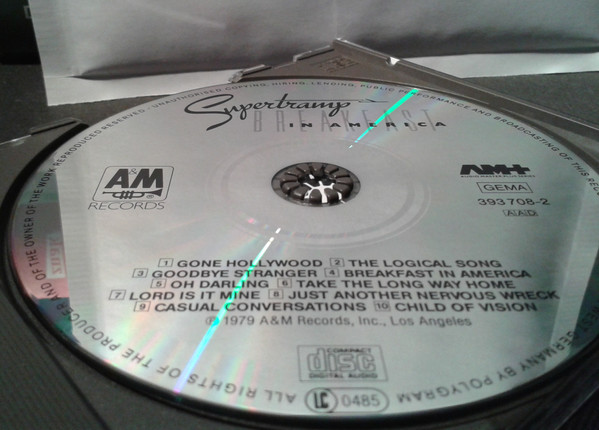 REPRODUCED RESERVED. UNAUTHORISED COPYING, HIRING, LENDING, PUBLIC PERFORMANCE AND BROADCASTING OF THIS
Supertramp
BREAKFAST
IN AMERICA
A&M
RECORDS
AM+
GEMA
393 708-2
AAD
1 GONE HOLLYWOOD 2 THE LOGICAL SONG
3 GOODBYE STRANGER 4 BREAKFAST IN AMERICA
5 OH DARLING 6 TAKE THE LONG WAY HOME
7 LORD IS IT MINE 8 JUST ANOTHER NERVOUS WRECK
9 CASUAL CONVERSATIONS 10 CHILD OF VISION
℗ 1979 A&M Records, Inc., Los Angeles
COMPACT
disc
DIGITAL AUDIO
0485
ALL RIGHTS OF THE PRODUCER AND OF THE OWNER OF THE WORK
GERMANY BY POLYGRAM